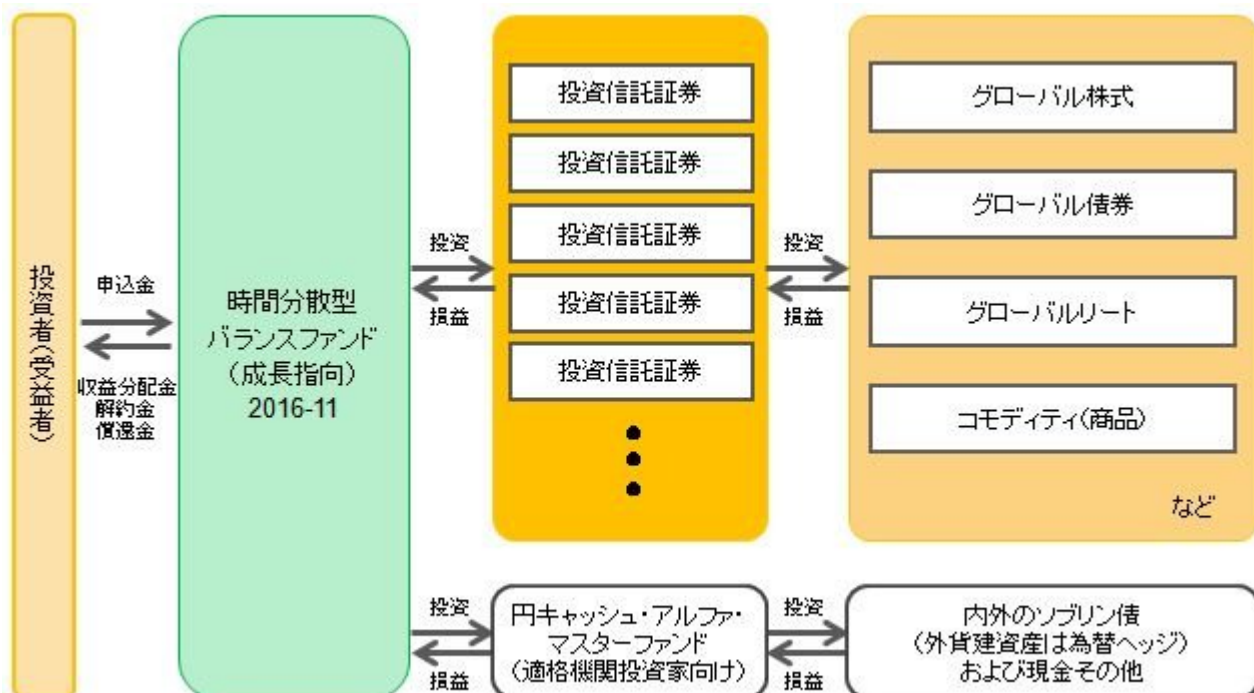 投資者(受益者)
申込金
収益分配金
解約金
償還金
時間分散型
バランスファンド
(成長指向)
2016-11
投資
損益
投資信託証券
投資信託証券
投資信託証券
投資信託証券
投資信託証券
投資
損益
グローバル株式
グローバル債券
グローバルリート
コモディティ(商品)
など
投資
損益
円キャッシュ・アルファ・
マスターファンド
(適格機関投資家向け)
投資
損益
内外のソブリン債
(外貨建資産は為替ヘッジ)
および現金その他